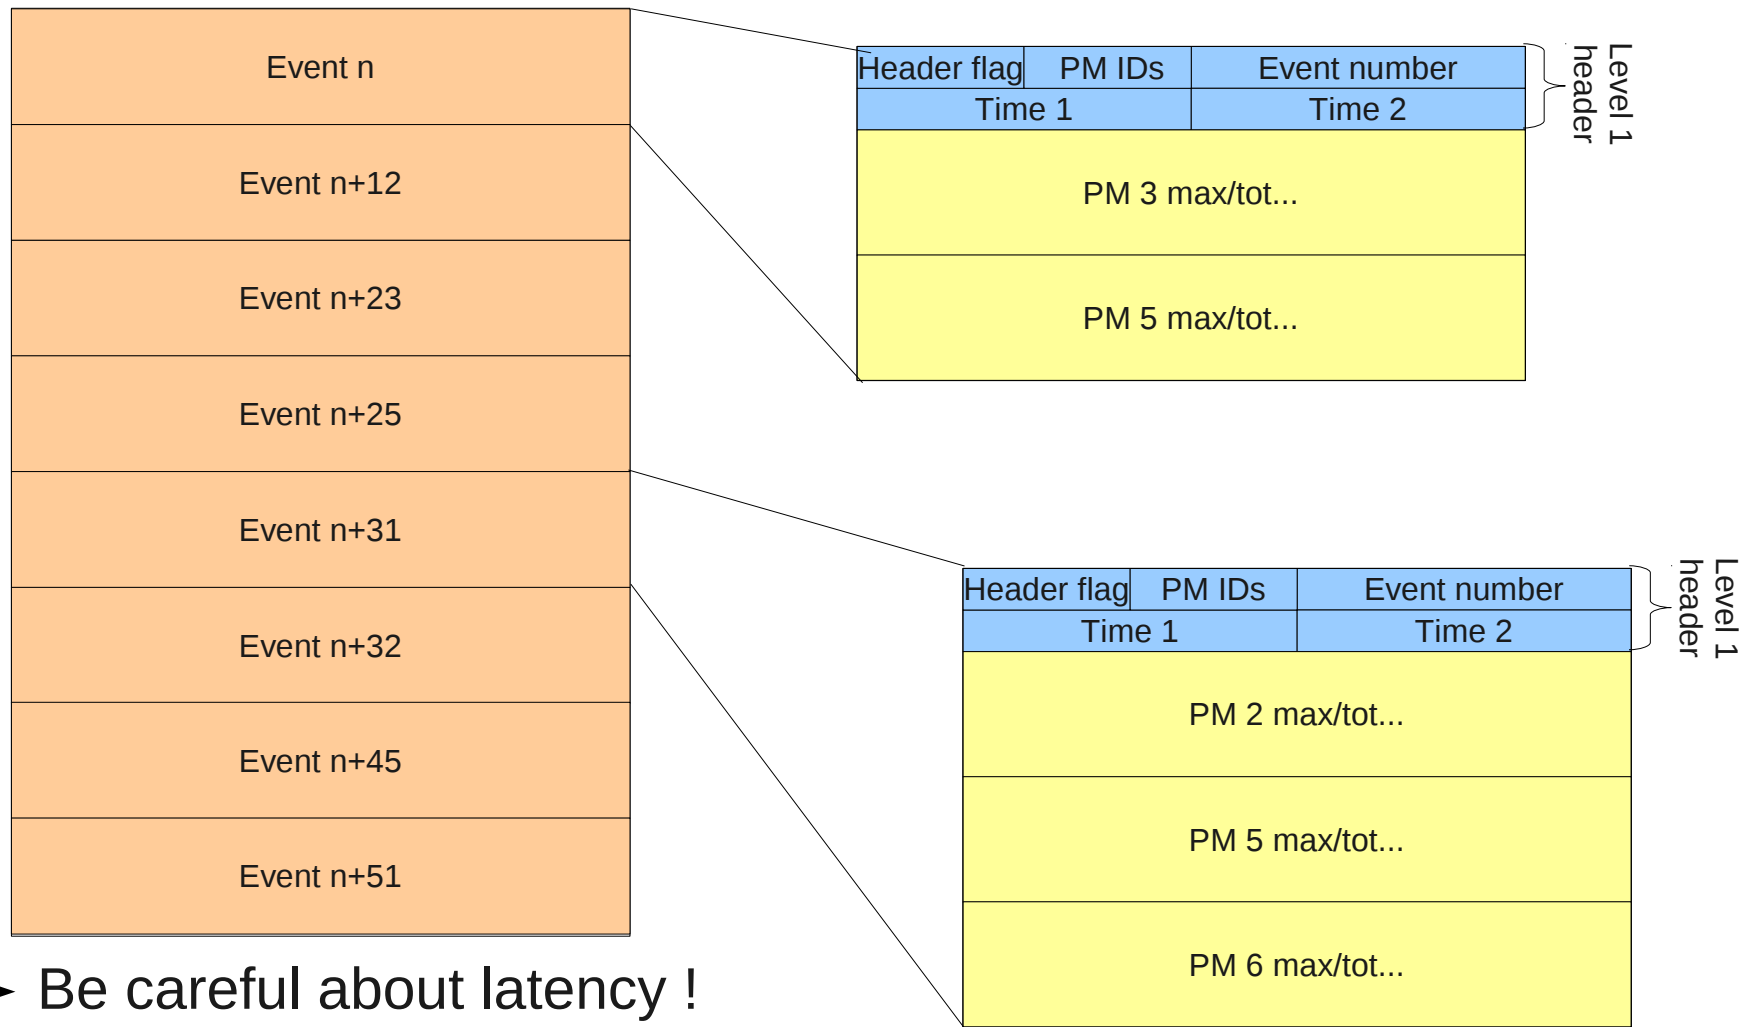 Event n
Event n+12
Event n+23
Event n+25
Event n+31
Event n+32
Event n+45
Event n+51
Header flag PM IDs Event number
Time 1 Time 2
PM 3 max/tot...
PM 5 max/tot...
Level 1
header
Header flag PM IDs Event number
Time 1 Time 2
PM 2 max/tot...
PM 5 max/tot...
PM 6 max/tot...
Level 1
header
Be careful about latency !